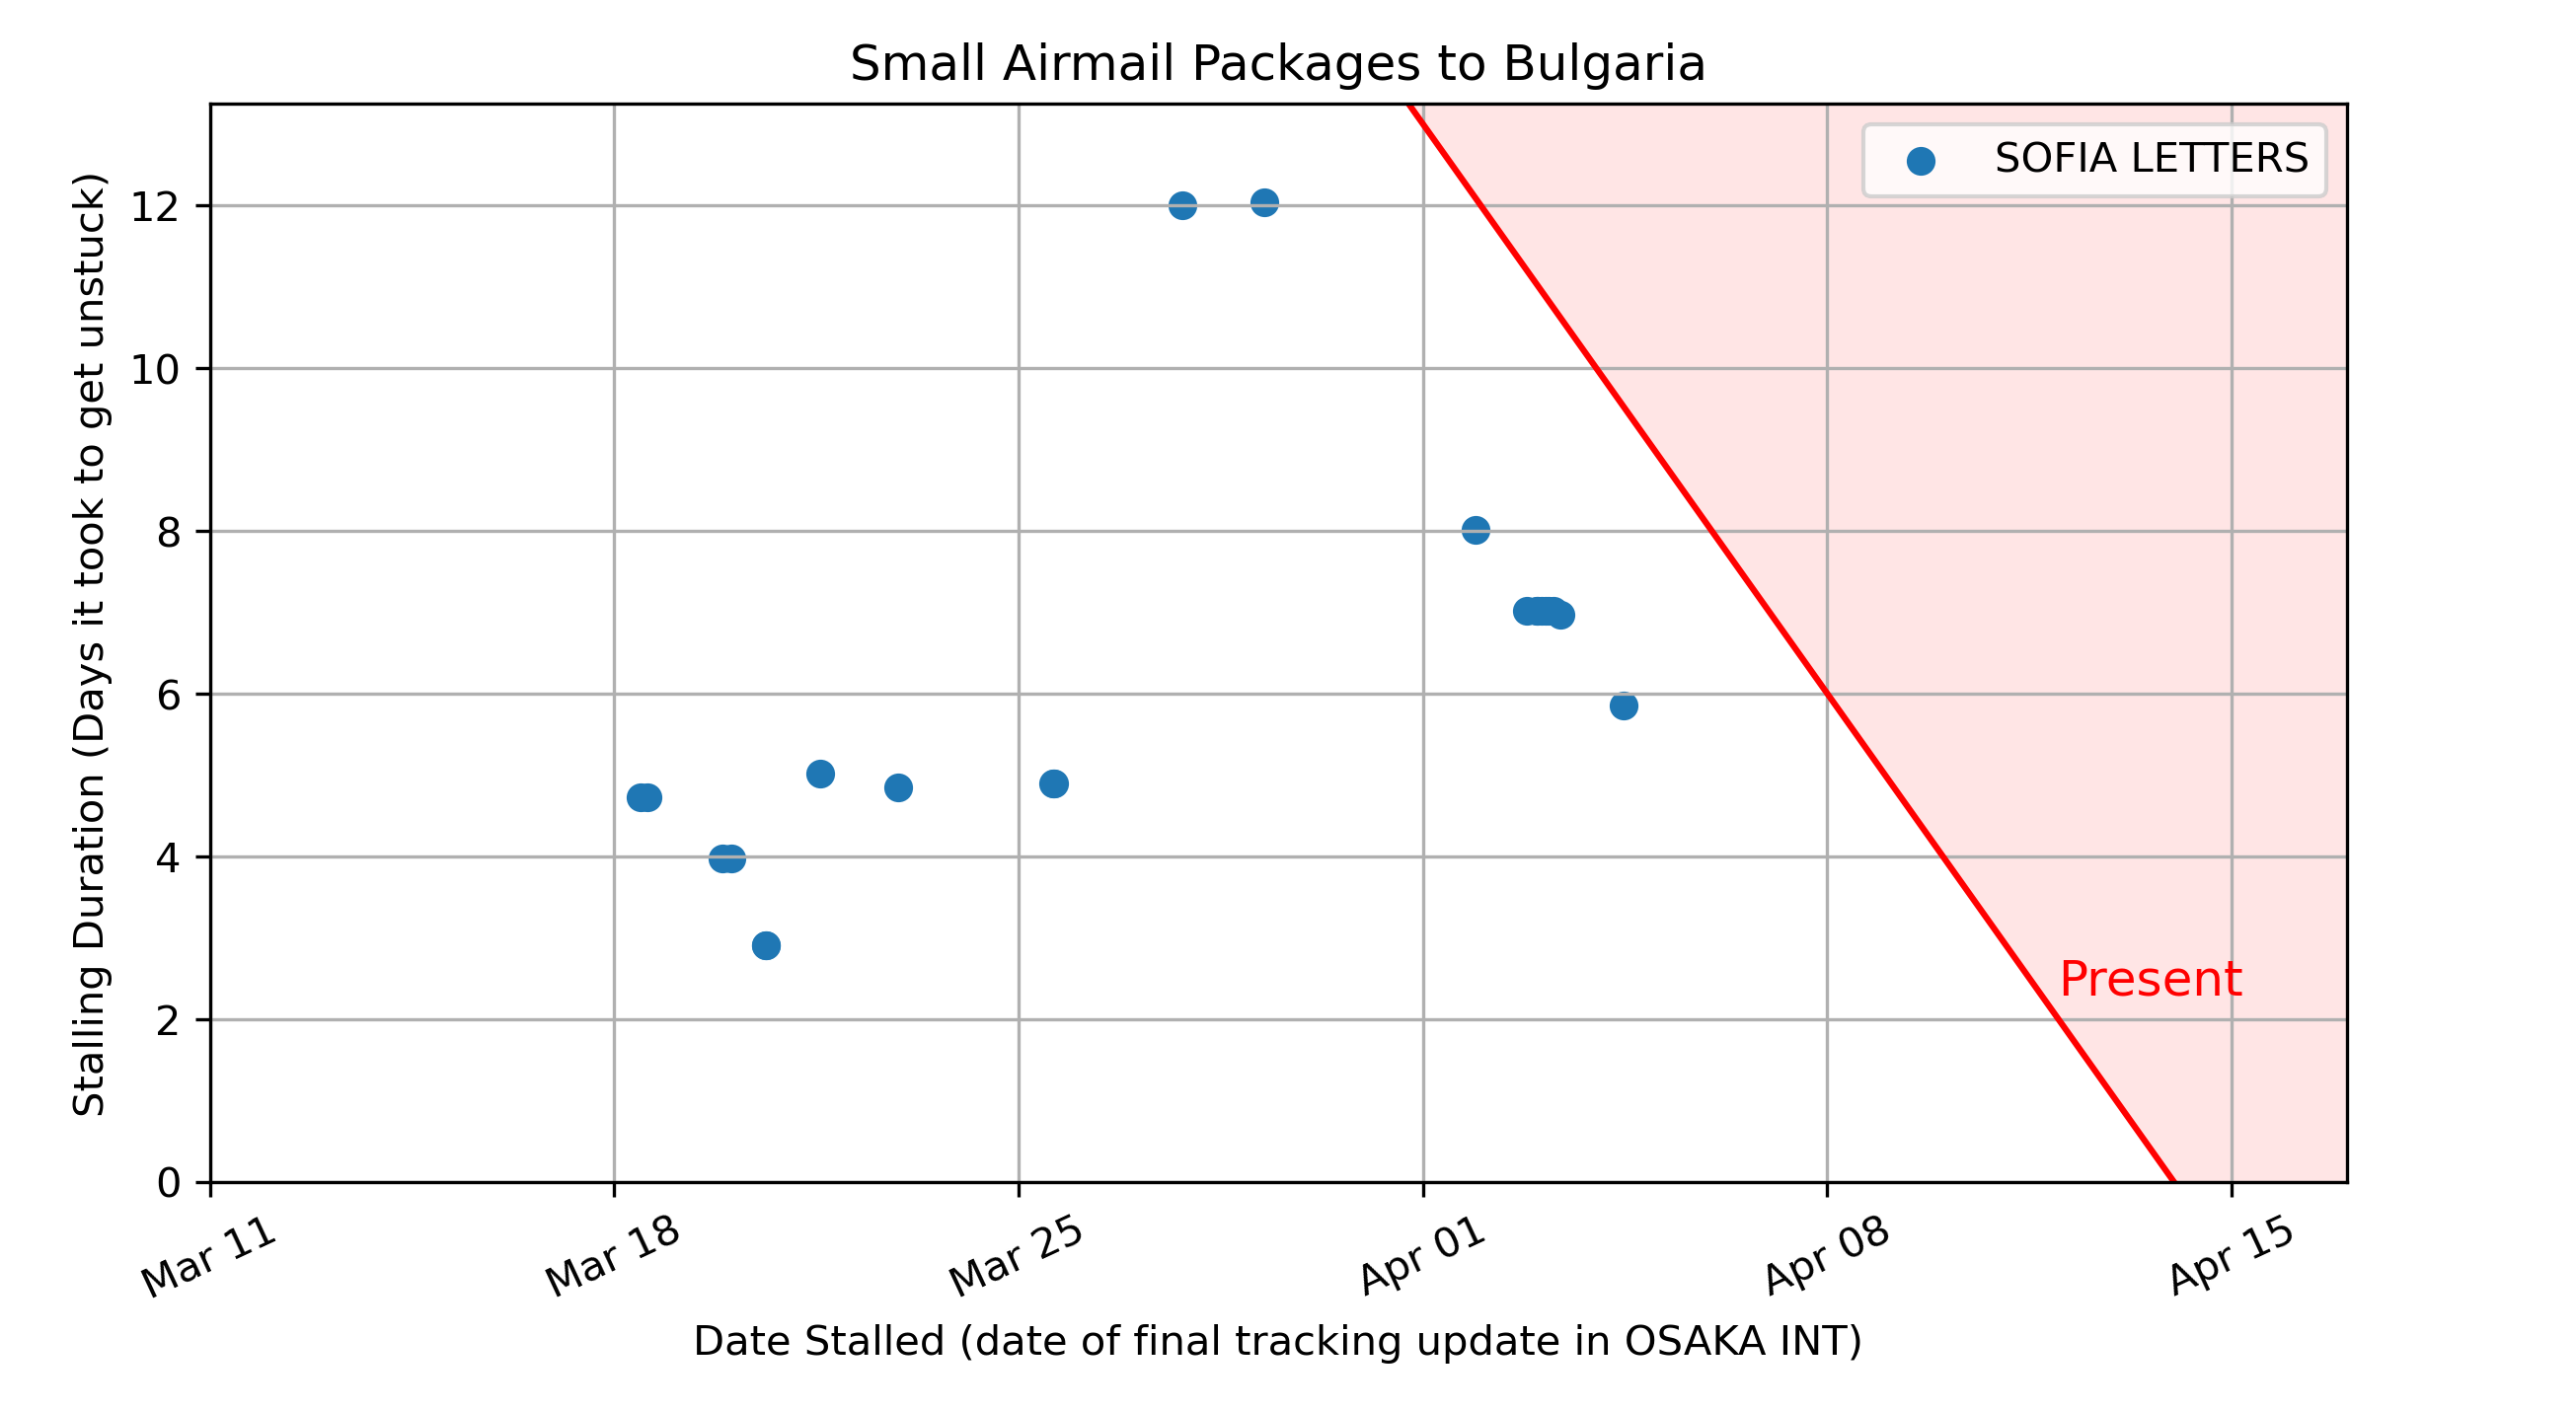 Small Airmail Packages to Bulgaria
SOFIA LETTERS
Stalling Duration (Days it took to get unstuck)
12
10
8
6
4
2
0
Present
Mar 11
Mar 18
Mar 25
Apr 01
Apr 08
Apr 15
Date Stalled (date of final tracking update in OSAKA INT)